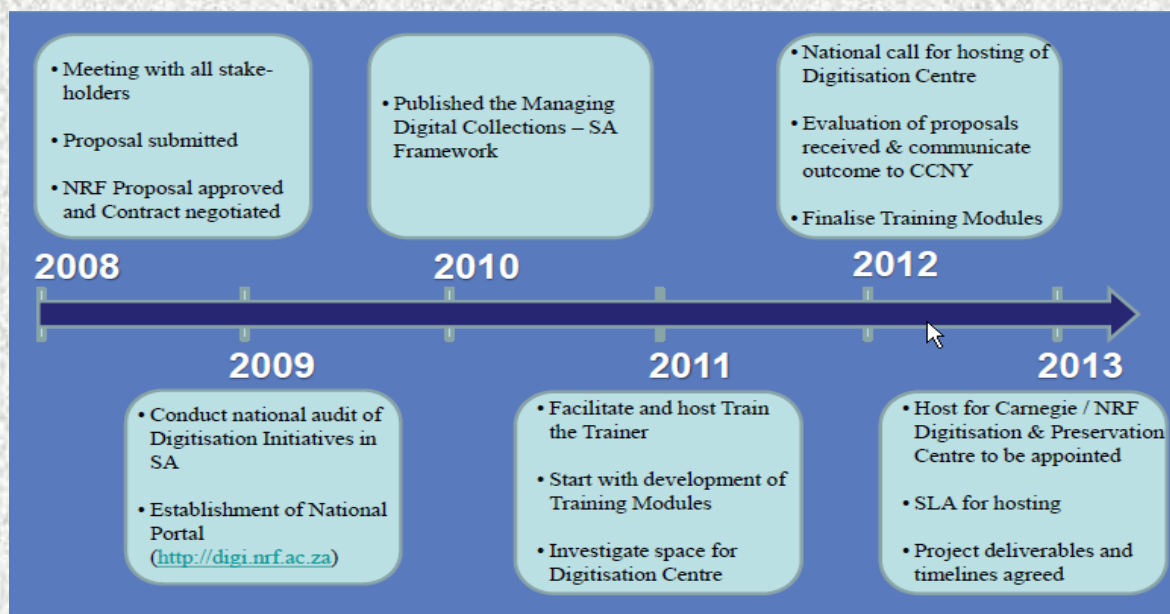 • Meeting with all stake-
holders
• Proposal submitted
• NRF Proposal approved
and Contract negotiated
2008
• Conduct national audit of
Digitisation Initiatives in
SA
• Establishment of National
Portal
(http://digi.nrf.ac.za)
2009
• Published the Managing
Digital Collections – SA
Framework
2010
• Facilitate and host Train
the Trainer
• Start with development of
Training Modules
• Investigate space for
Digitisation Centre
2011
• National call for hosting of
Digitisation Centre
• Evaluation of proposals
received & communicate
outcome to CCNY
• Finalise Training Modules
2012
2013
• Host for Carnegie / NRF
Digitisation & Preservation
Centre to be appointed
• SLA for hosting
• Project deliverables and
timelines agreed